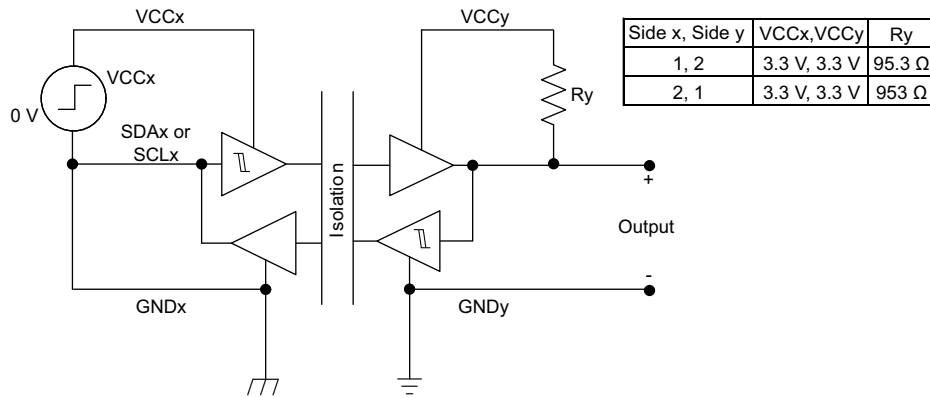 VCCx
VCCy
Side x, Side y VCCx,VCCy Ry
1, 2 3.3 V, 3.3 V 95.3 Ω
2, 1 3.3 V, 3.3 V 953 Ω
VCCx
0 V
Ry
SDAx or
SCLx
Isolation
+
Output
-
GNDx
GNDy